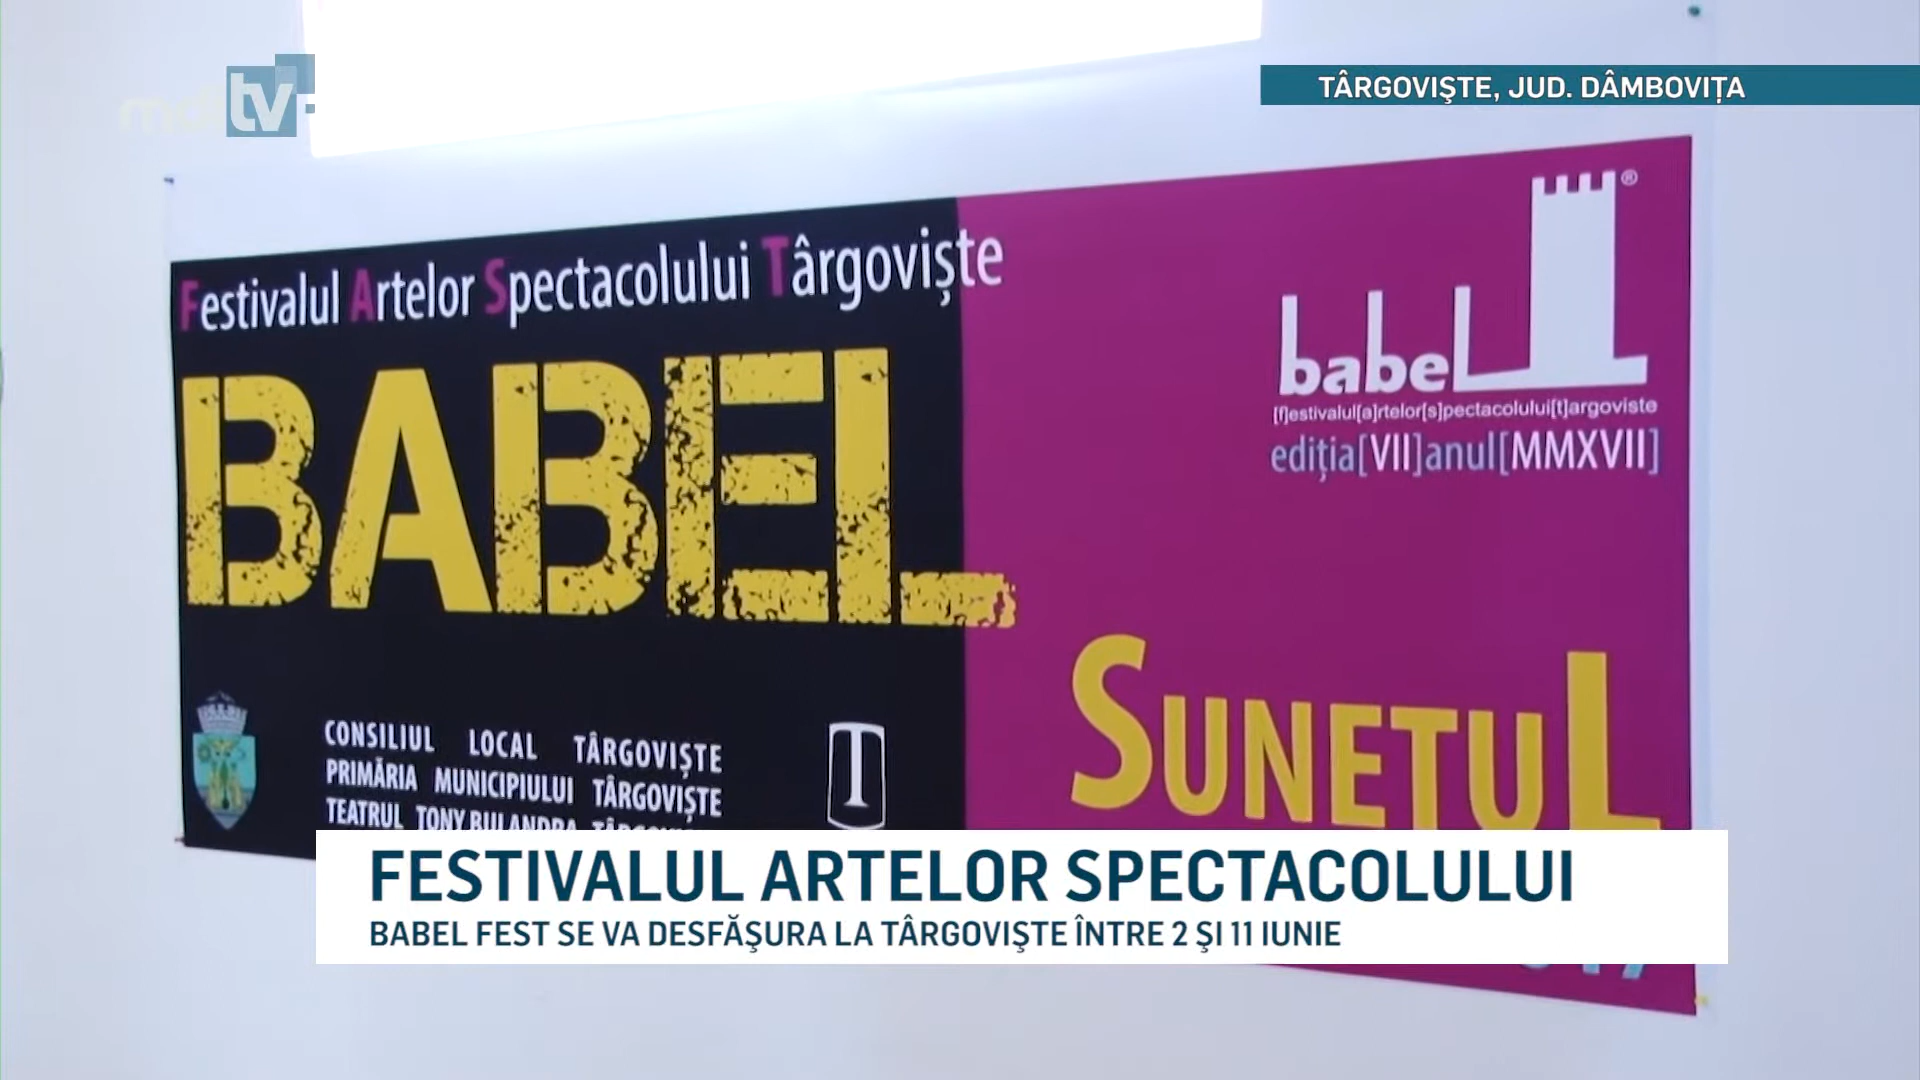 tv
TÂRGOVIŞTE, JUD. DÂMBOVIȚA
Festivalul Artelor Spectacolului Târgoviște
BABEL
babel®
[f]estivalul[a]rtelor[s]pectacolului[t]argoviste
ediția[VII]anul[MMXVII]
CONSILIUL LOCAL TÂRGOVIȘTE
PRIMĂRIA MUNICIPIULUI TÂRGOVIȘTE
TEATRUL TONY BULANDRA
T
SUNETUL
FESTIVALUL ARTELOR SPECTACOLULUI
BABEL FEST SE VA DESFĂŞURA LA TÂRGOVIŞTE ÎNTRE 2 ŞI 11 IUNIE